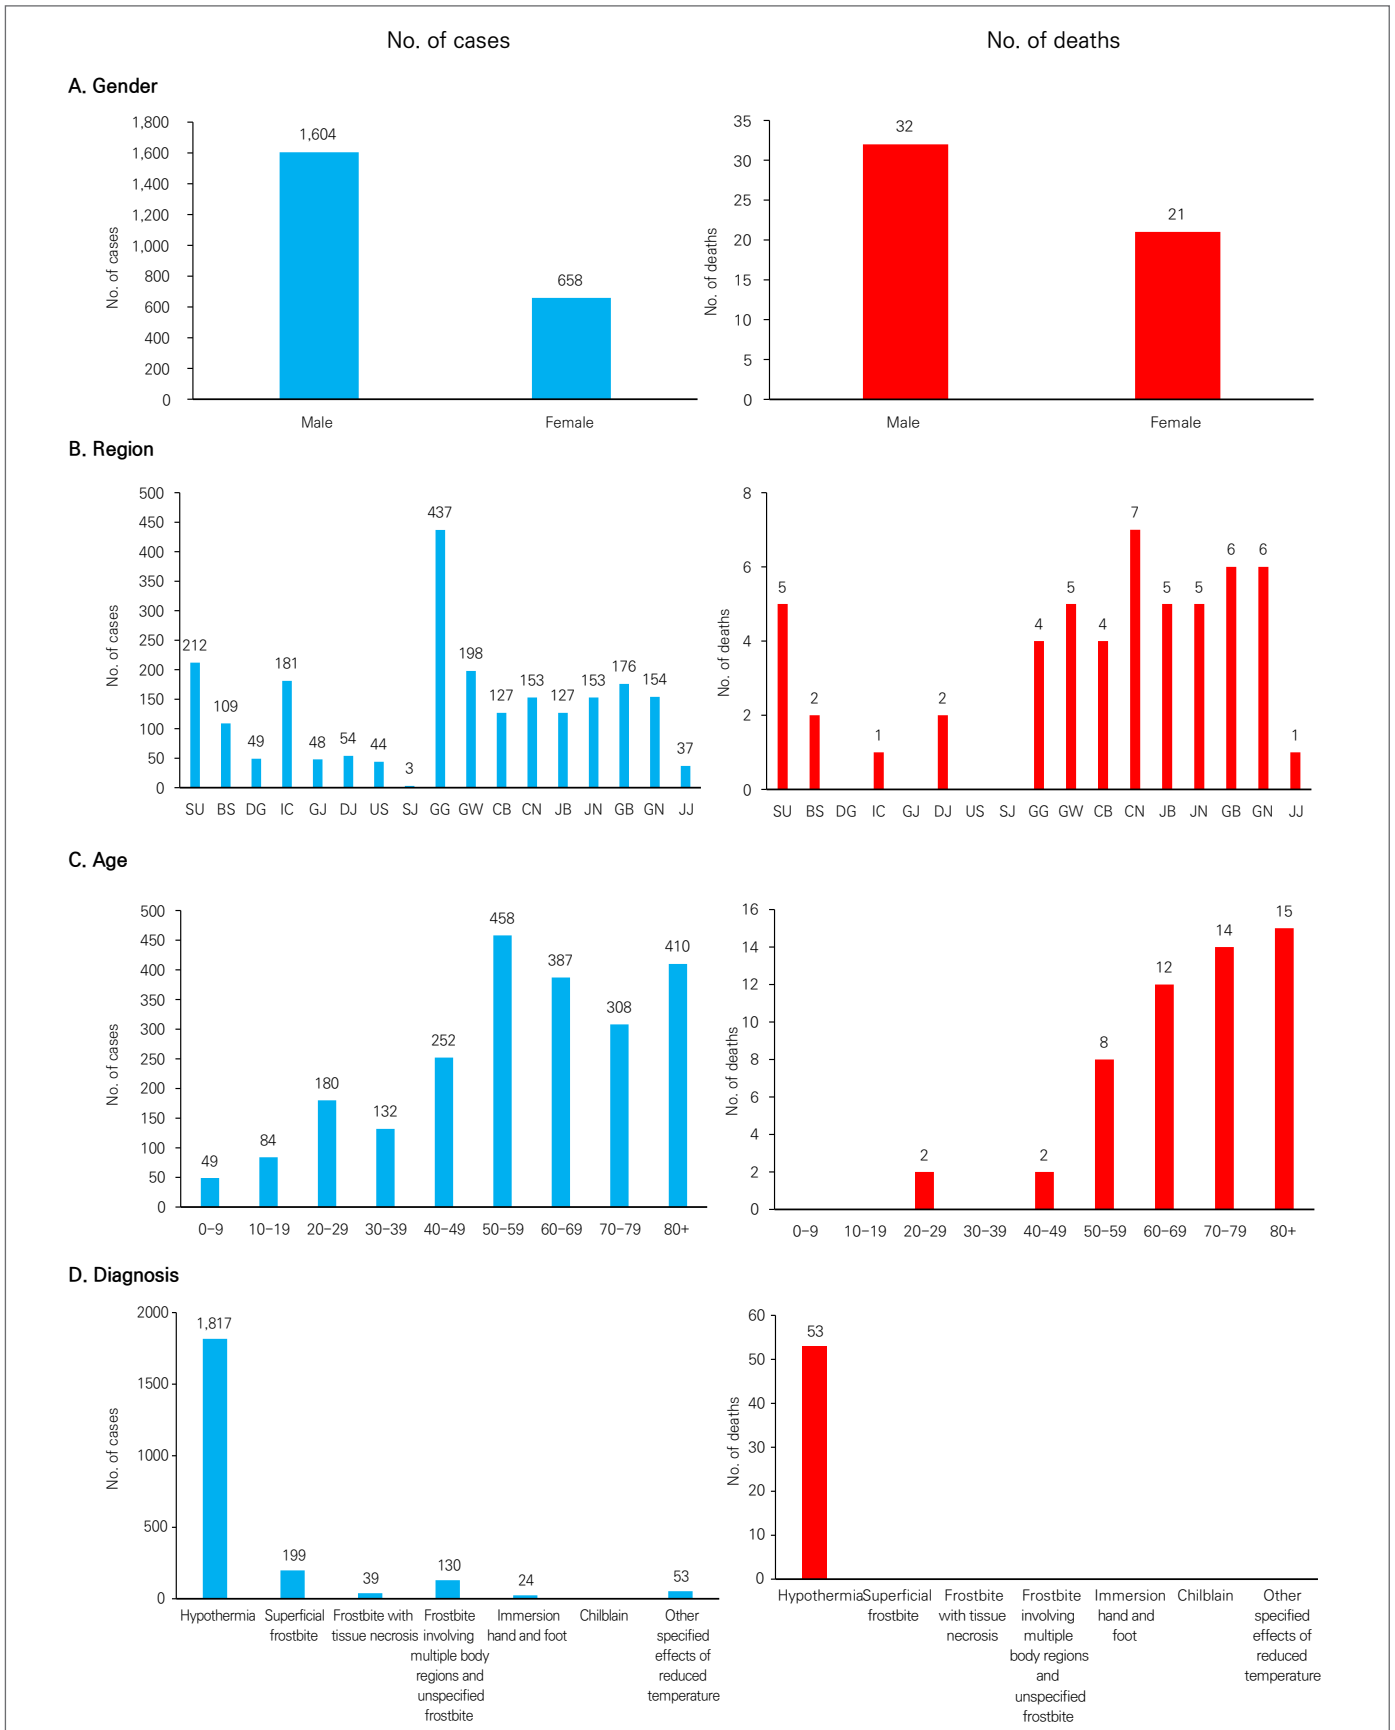 No. of cases
No. of deaths
A. Gender
1,800
1,600
1,400
1,200
1,000
800
600
400
200
0
No. of cases
1,604
658
Male
Female
35
30
25
20
15
10
5
0
No. of deaths
32
21
Male
Female
B. Region
500
450
400
350
300
250
200
150
100
50
0
No. of cases
212
109
49
181
48
54
44
3
437
198
127
153
127
153
176
154
37
SU BS DG IC GJ DJ US SJ GG GW CB CN JB JN GB GN JJ
8
6
4
2
0
No. of deaths
5
2
1
2
4
5
4
7
5
5
6
6
1
SU BS DG IC GJ DJ US SJ GG GW CB CN JB JN GB GN JJ
C. Age
500
450
400
350
300
250
200
150
100
50
0
No. of cases
49
84
180
132
252
458
387
308
410
0-9 10-19 20-29 30-39 40-49 50-59 60-69 70-79 80+
16
14
12
10
8
6
4
2
0
No. of deaths
2
2
8
12
14
15
0-9 10-19 20-29 30-39 40-49 50-59 60-69 70-79 80+
D. Diagnosis
2000
1500
1000
500
0
No. of cases
1,817
199
39
130
24
53
Hypothermia
Superficial
frostbite
Frostbite with
tissue necrosis
Frostbite
involving
multiple body
regions and
unspecified
frostbite
Immersion
hand and foot
Chilblain
Other
specified
effects of
reduced
temperature
60
50
40
30
20
10
0
No. of deaths
53
Hypothermia
Superficial
frostbite
Frostbite
with tissue
necrosis
Frostbite
involving
multiple
body regions
and
unspecified
frostbite
Immersion
hand and
foot
Chilblain
Other
specified
effects of
reduced
temperature